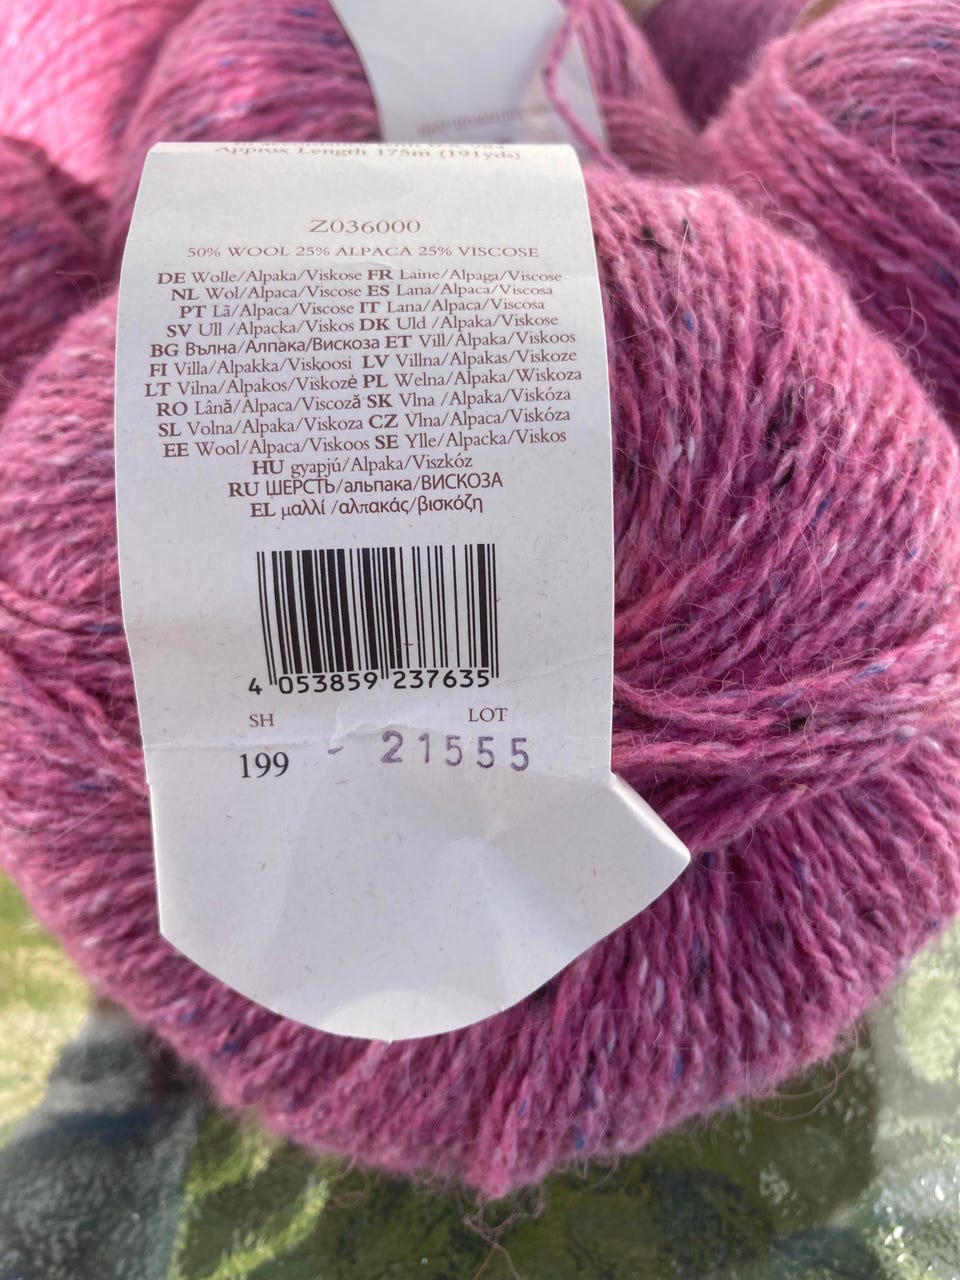 Approx Length 175m (191yds)
Z036000
50% WOOL 25% ALPACA 25% VISCOSE
DE Wolle/Alpaka/Viskose FR Laine/Alpaga/Viscose
NL Wol/Alpaca/Viscose ES Lana/Alpaca/Viscosa
PT Lã/Alpaca/Viscose IT Lana/Alpaca/Viscosa
SV Ull /Alpacka/Viskos DK Uld /Alpaka/Viskose
BG Вълна/Алпака/Вискоза ET Vill/Alpaka/Viskoos
FI Villa/Alpakka/Viskoosi LV Villna/Alpakas/Viskoze
LT Vilna/Alpakos/Viskozė PL Welna/Alpaka/Wiskoza
RO Lână/Alpaca/Viscoză SK Vlna /Alpaka/Viskóza
SL Volna/Alpaka/Viskoza CZ Vlna/Alpaca/Viskóza
EE Wool/Alpaca/Viskoos SE Ylle/Alpacka/Viskos
HU gyapjú/Alpaka/Viszkóz
RU ШЕРСТЬ/альпака/ВИСКОЗА
EL μαλλί /αλπακάς/βισκόζη
4 053859 237635
SH LOT
199 - 21555